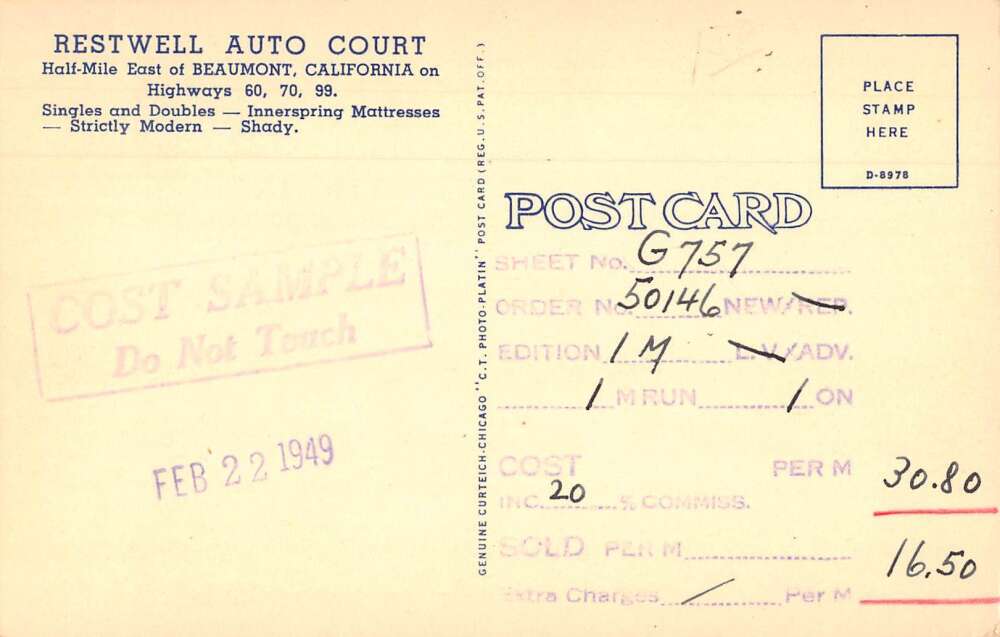 RESTWELL AUTO COURT
Half-Mile East of BEAUMONT, CALIFORNIA on
Highways 60, 70, 99.
Singles and Doubles — Innerspring Mattresses
— Strictly Modern — Shady.
COST SAMPLE
Do Not Touch
FEB 22 1949
GENUINE CURTEICH-CHICAGO "C.T. PHOTO-PLATIN" POST CARD (REG. U.S. PAT. OFF.)
PLACE
STAMP
HERE
D-8978
POST CARD
SHEET No. G757
ORDER No. 50146 NEW/REP.
EDITION 1 M L.V./ADV.
1 M RUN 1 ON
COST PER M 30.80
INC. 20 % COMMISS.
SOLD PER M 16.50
Extra Charges / Per M